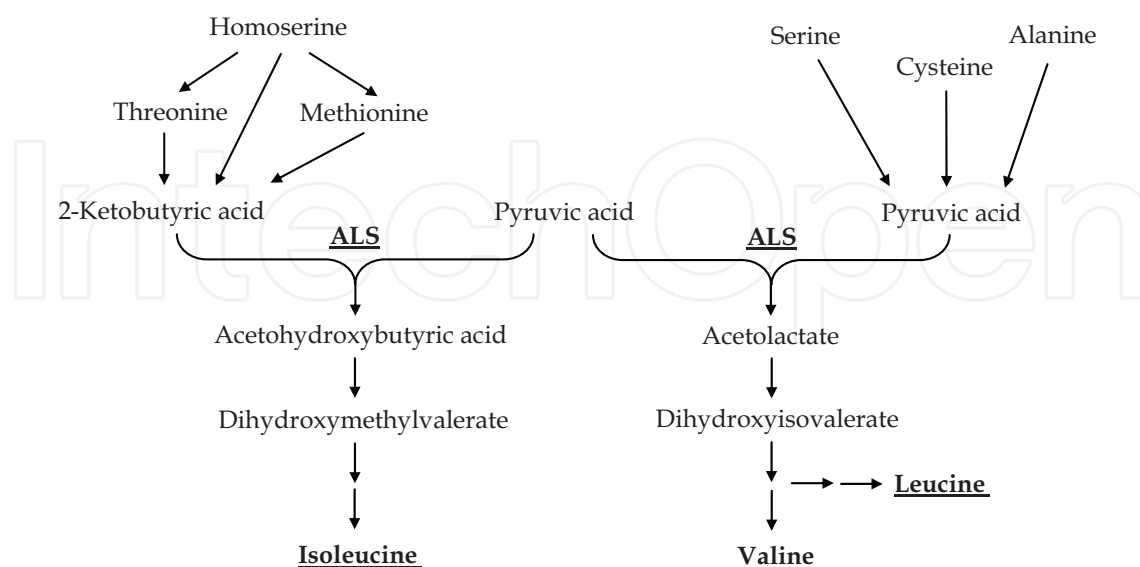 Homoserine
Serine
Alanine
Cysteine
Threonine
Methionine
2-Ketobutyric acid
Pyruvic acid
Pyruvic acid
ALS
ALS
Acetohydroxybutyric acid
Acetolactate
Dihydroxymethylvalerate
Dihydroxyisovalerate
Leucine
Isoleucine
Valine
IntechOpen